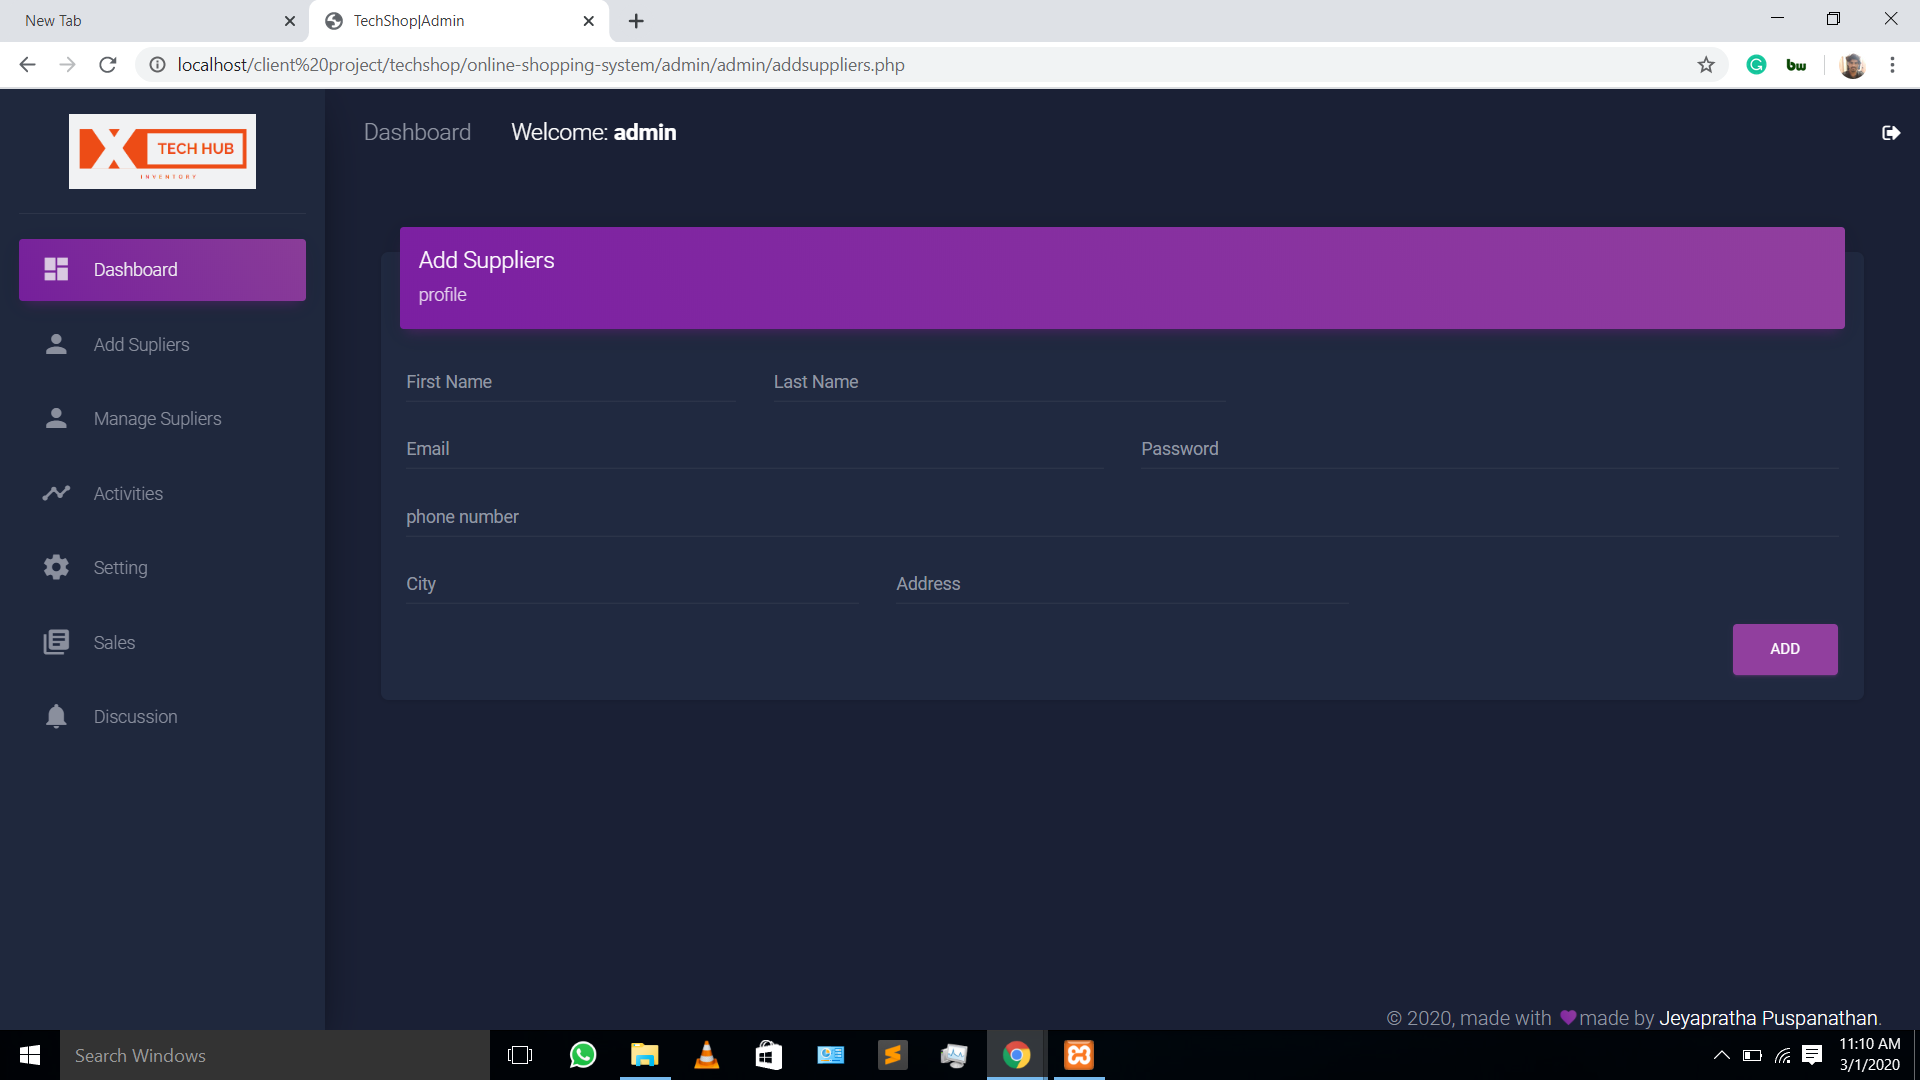 New Tab
TechShop|Admin
localhost/client%20project/techshop/online-shopping-system/admin/admin/addsuppliers.php
bw
TECH HUB
INVENTORY
Dashboard
Welcome: admin
Dashboard
Add Supliers
Manage Supliers
Activities
Setting
Sales
Discussion
Add Suppliers
profile
First Name
Last Name
Email
Password
phone number
City
Address
ADD
© 2020, made with made by Jeyapratha Puspanathan.
Search Windows
11:10 AM
3/1/2020